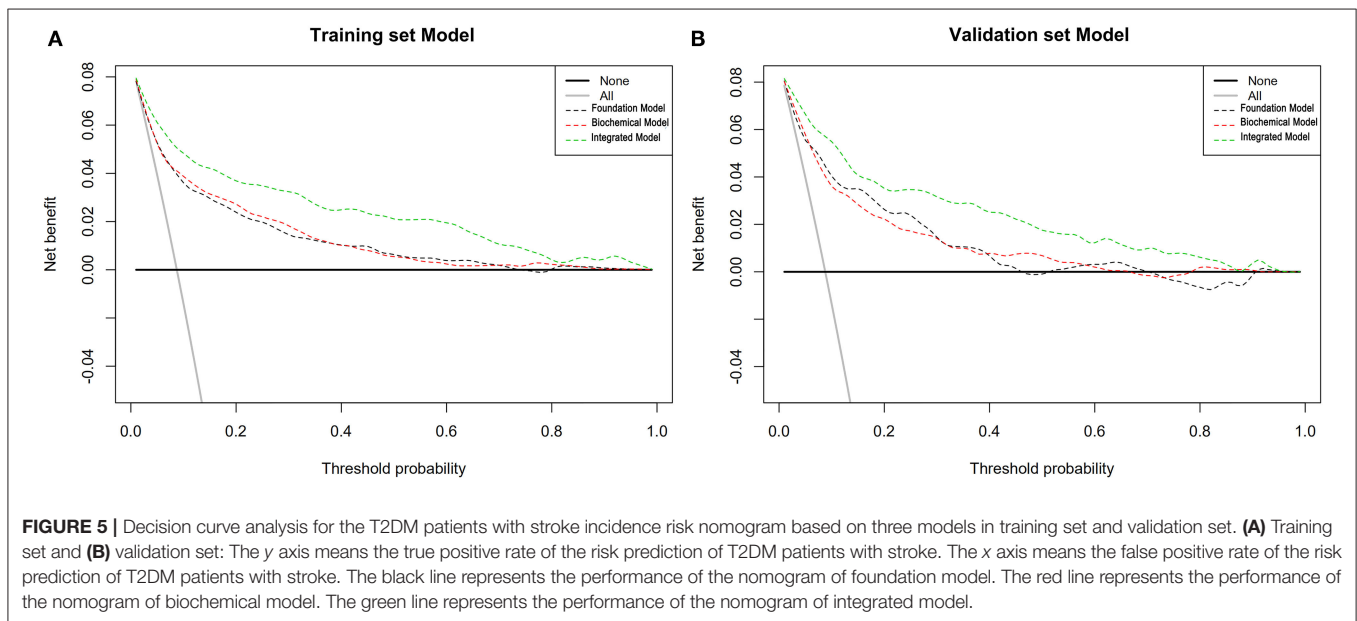 A
Training set Model
None
All
Foundation Model
Biochemical Model
Integrated Model
Net benefit
0.08
0.06
0.04
0.02
0.00
-0.04
0.0 0.2 0.4 0.6 0.8 1.0
Threshold probability
B
Validation set Model
None
All
Foundation Model
Biochemical Model
Integrated Model
Net benefit
0.08
0.06
0.04
0.02
0.00
-0.04
0.0 0.2 0.4 0.6 0.8 1.0
Threshold probability
FIGURE 5 | Decision curve analysis for the T2DM patients with stroke incidence risk nomogram based on three models in training set and validation set. (A) Training
set and (B) validation set: The y axis means the true positive rate of the risk prediction of T2DM patients with stroke. The x axis means the false positive rate of the risk
prediction of T2DM patients with stroke. The black line represents the performance of the nomogram of foundation model. The red line represents the performance of
the nomogram of biochemical model. The green line represents the performance of the nomogram of integrated model.